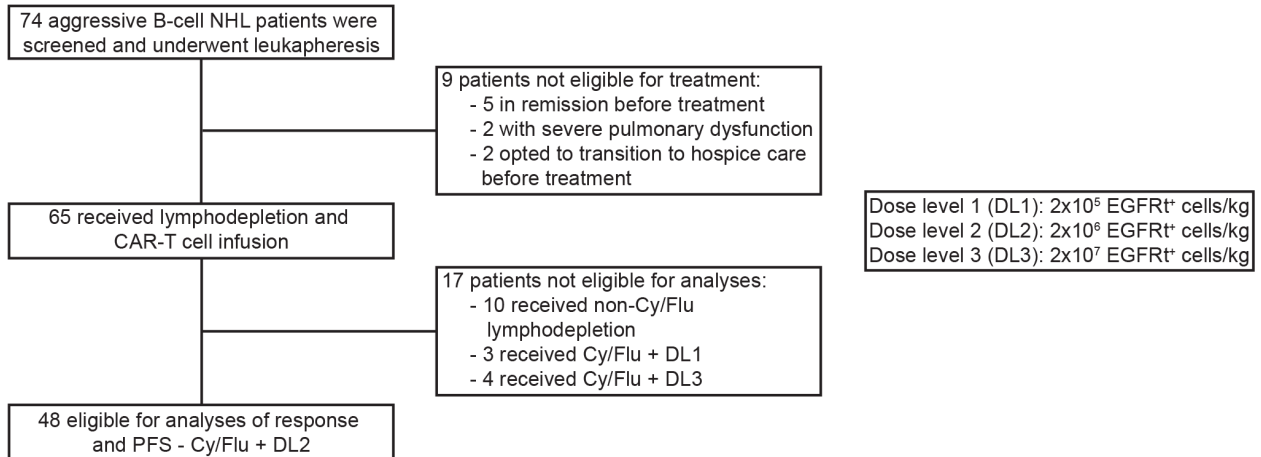 74 aggressive B-cell NHL patients were
screened and underwent leukapheresis
9 patients not eligible for treatment:
- 5 in remission before treatment
- 2 with severe pulmonary dysfunction
- 2 opted to transition to hospice care
before treatment
65 received lymphodepletion and
CAR-T cell infusion
Dose level 1 (DL1): 2x10⁵ EGFRt⁺ cells/kg
Dose level 2 (DL2): 2x10⁶ EGFRt⁺ cells/kg
Dose level 3 (DL3): 2x10⁷ EGFRt⁺ cells/kg
17 patients not eligible for analyses:
- 10 received non-Cy/Flu
lymphodepletion
- 3 received Cy/Flu + DL1
- 4 received Cy/Flu + DL3
48 eligible for analyses of response
and PFS - Cy/Flu + DL2